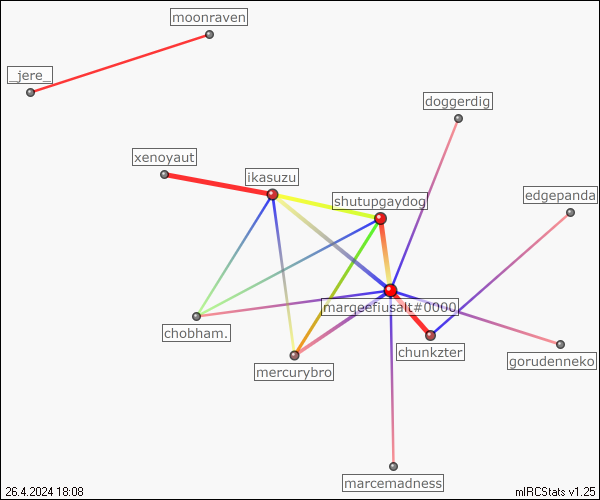 moonraven
_jere_
doggerdig
xenoyaut
ikasuzu
edgepanda
shutupgaydog
margeefiusalt#0000
chobham.
chunkzter
gorudenneko
mercurybro
marcemadness
26.4.2024 18:08
mIRCStats v1.25